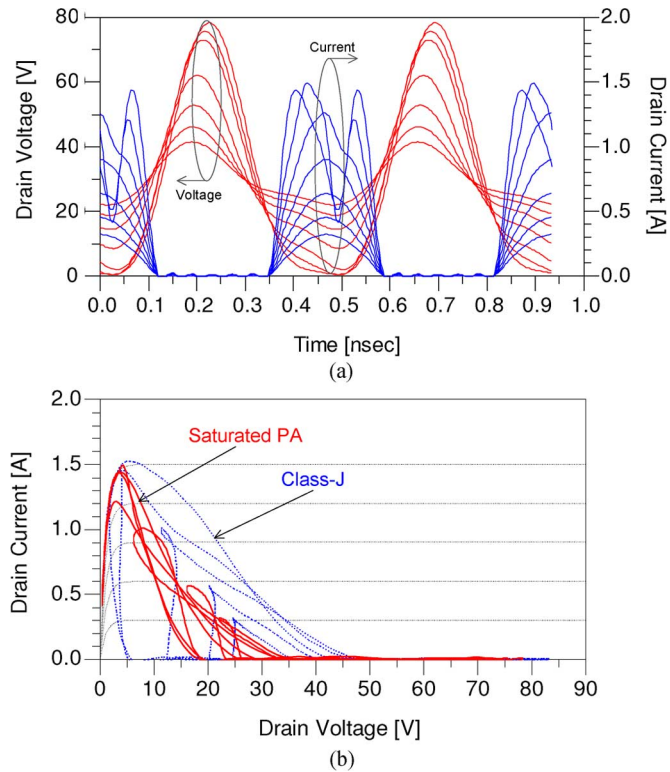 80
60
40
20
0
Drain Voltage [V]
Current
Voltage
2.0
1.5
1.0
0.5
0.0
Drain Current [A]
0.0 0.1 0.2 0.3 0.4 0.5 0.6 0.7 0.8 0.9 1.0
Time [nsec]
(a)
2.0
1.5
1.0
0.5
0.0
Drain Current [A]
Saturated PA
Class-J
0 10 20 30 40 50 60 70 80 90
Drain Voltage [V]
(b)